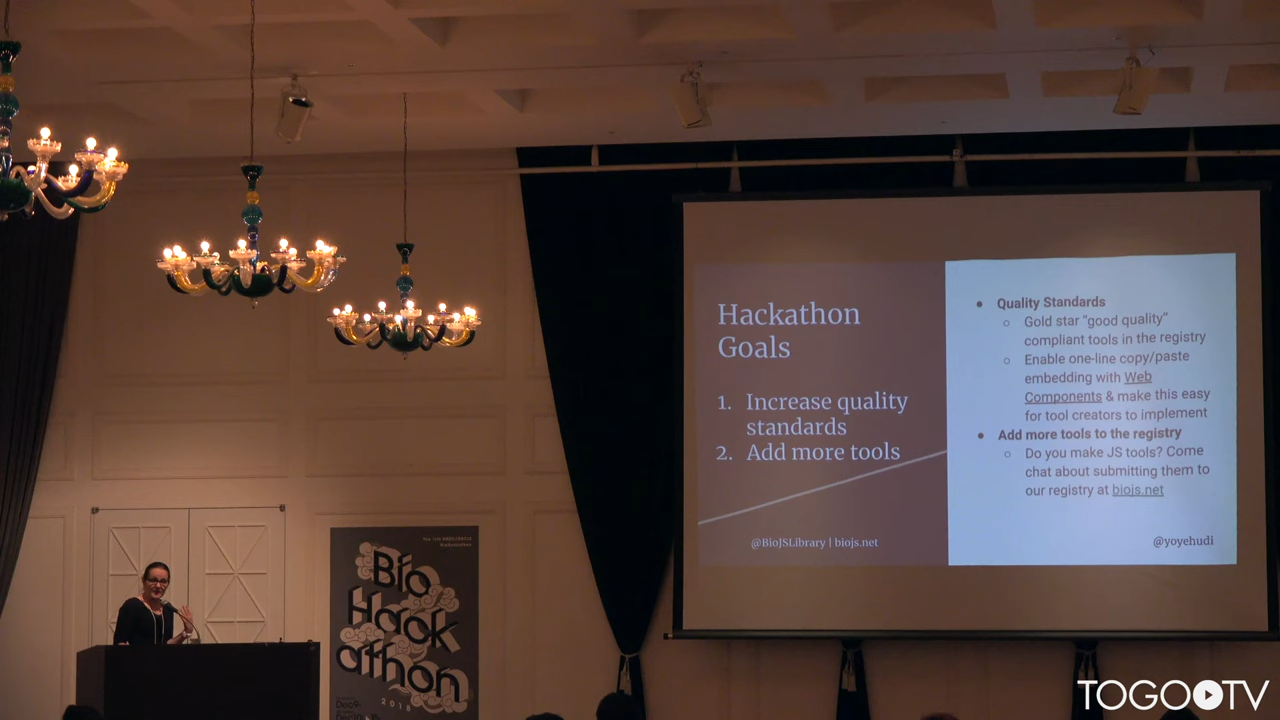 Hackathon
Goals
1. Increase quality
standards
2. Add more tools
@BioJSLibrary | biojs.net
● Quality Standards
○ Gold star “good quality”
compliant tools in the registry
○ Enable one-line copy/paste
embedding with Web
Components & make this easy
for tool creators to implement
● Add more tools to the registry
○ Do you make JS tools? Come
chat about submitting them to
our registry at biojs.net
@yoyehudi
Bio
Hack
athon
2018
TOGOTV